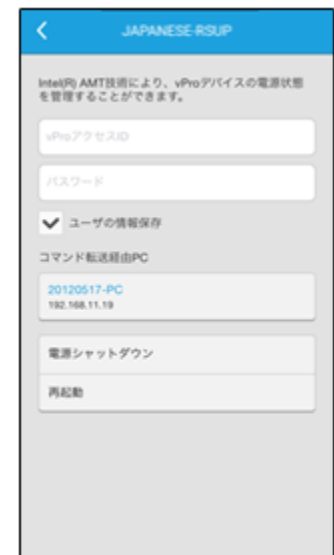 JAPANESE-RSUP
Intel(R) AMT技術により、vProデバイスの電源状態
を管理することができます。
vProアクセスID
パスワード
ユーザの情報保存
コマンド転送経由PC
20120517-PC
192.168.11.19
電源シャットダウン
再起動